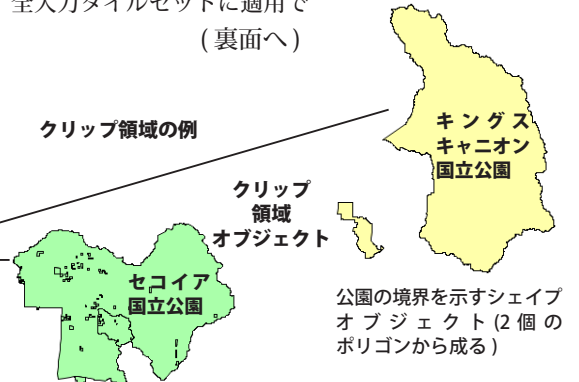 全入力タイルセットに適用で
( 裏面へ )
クリップ領域の例
キングス
キャニオン
国立公園
クリップ
領域
オブジェクト
セコイア
国立公園
公園の境界を示すシェイプ
オブジェクト (2 個の
ポリゴンから成る )